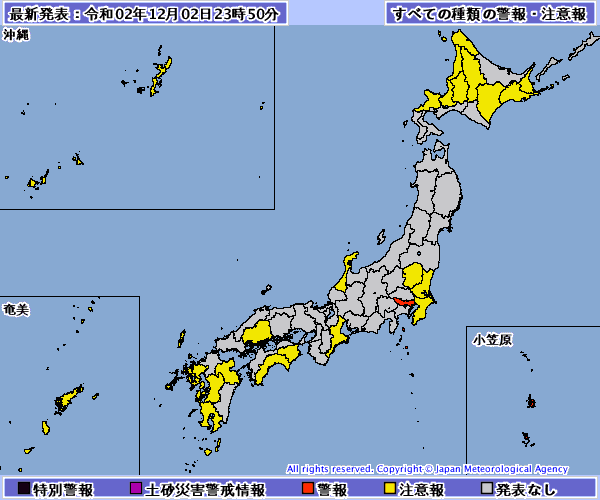 最新発表：令和02年12月02日23時50分
すべての種類の警報・注意報
沖縄
奄美
小笠原
All rights reserved. Copyright © Japan Meteorological Agency
特別警報 土砂災害警戒情報 警報 注意報 発表なし